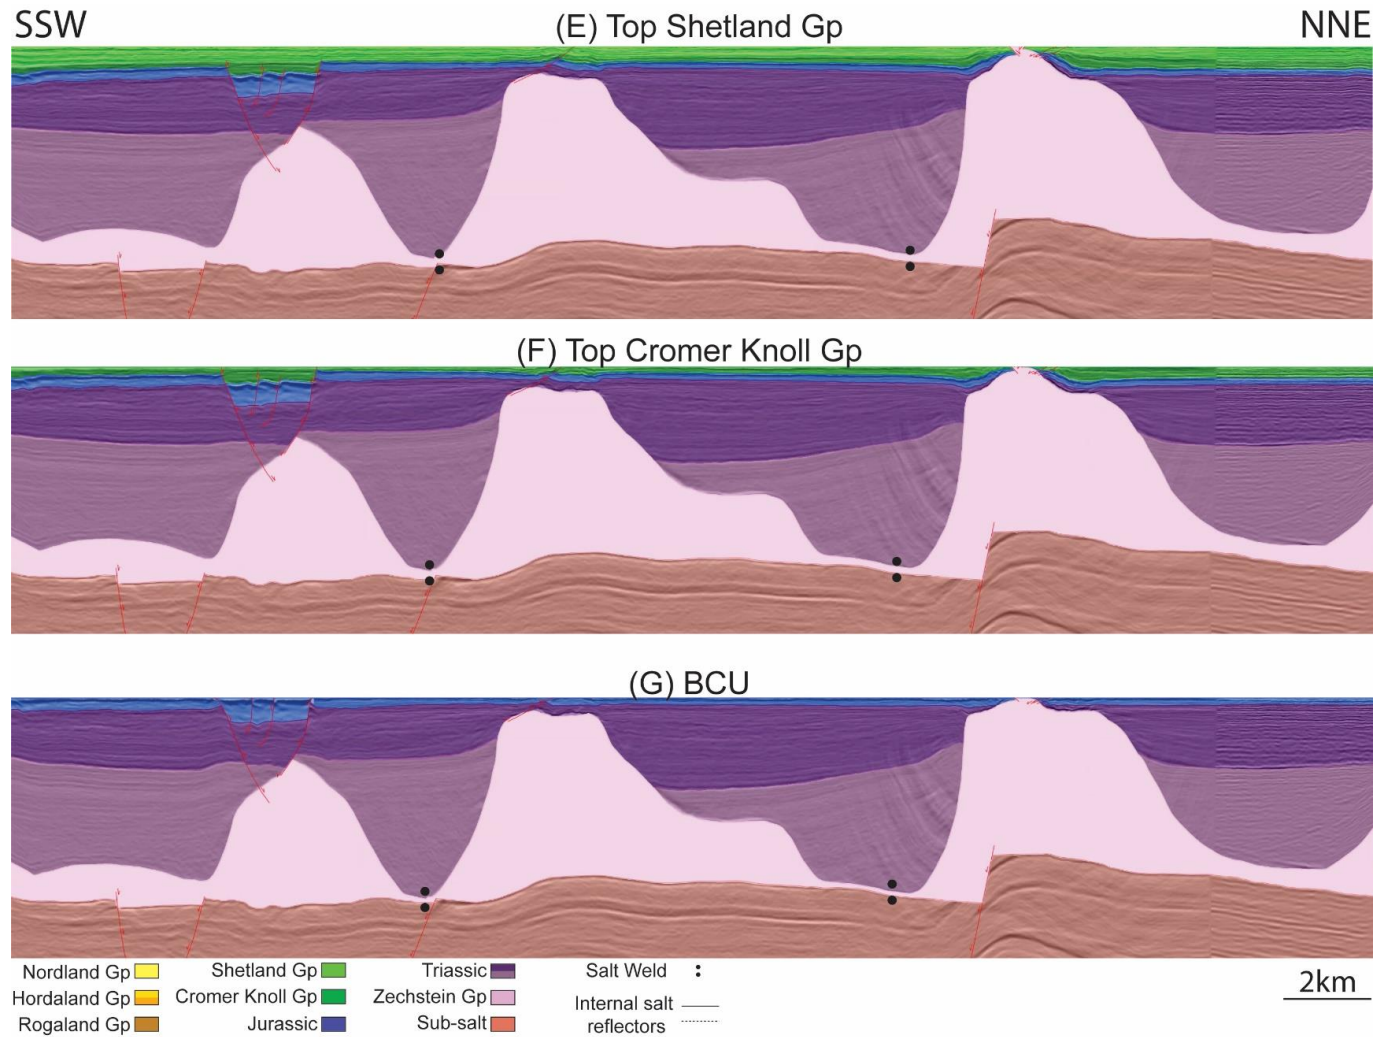 SSW
(E) Top Shetland Gp
NNE
(F) Top Cromer Knoll Gp
(G) BCU
Nordland Gp
Shetland Gp
Triassic
Salt Weld
Hordaland Gp
Cromer Knoll Gp
Zechstein Gp
Internal salt
reflectors
Rogaland Gp
Jurassic
Sub-salt
2km